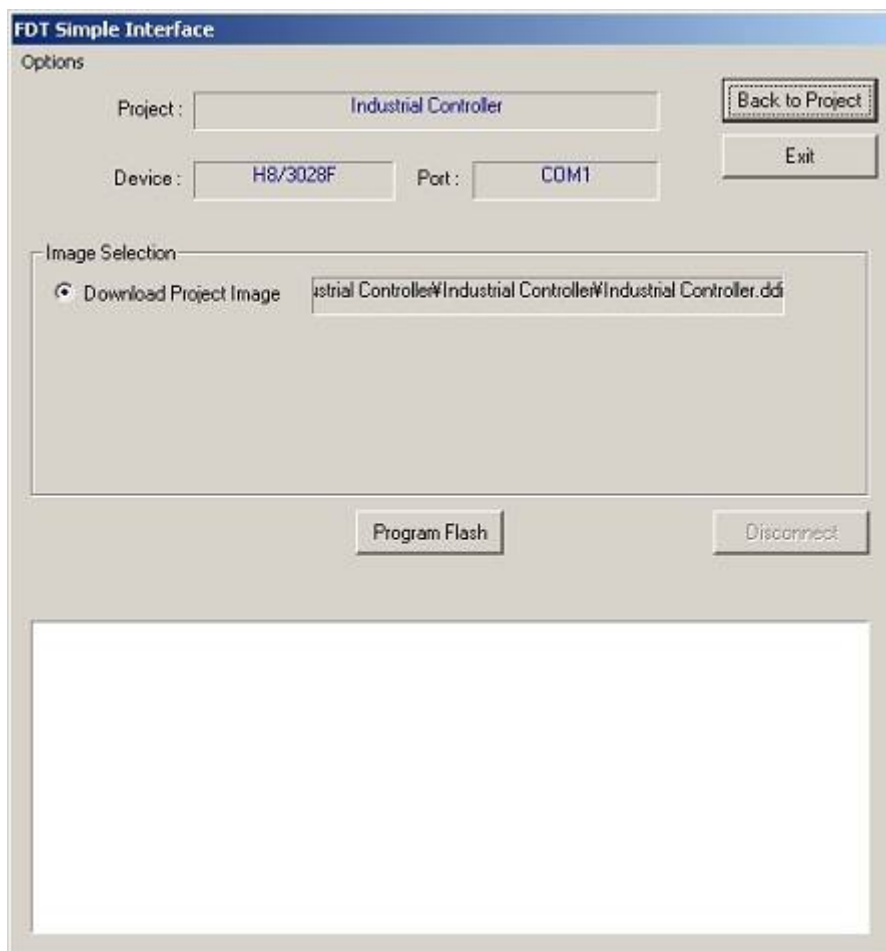 FDT Simple Interface
Options
Project : Industrial Controller
Back to Project
Device : H8/3028F Port : COM1
Exit
Image Selection
Download Project Image ustrial Controller¥Industrial Controller¥Industrial Controller.ddi
Program Flash
Disconnect